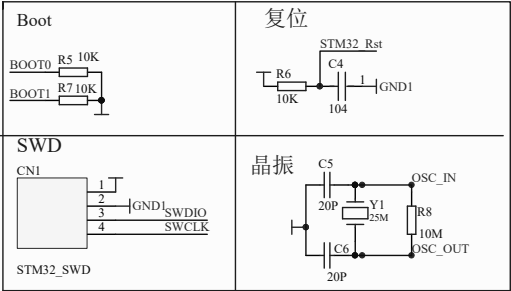 Boot
BOOT0 R5 10K
BOOT1 R7 10K
复位
STM32_Rst
R6
10K
C4
104
1 GND1
SWD
CN1
1
2 GND1
3 SWDIO
4 SWCLK
STM32_SWD
晶振
C5
20P
OSC_IN
Y1
25M
R8
10M
C6
20P
OSC_OUT